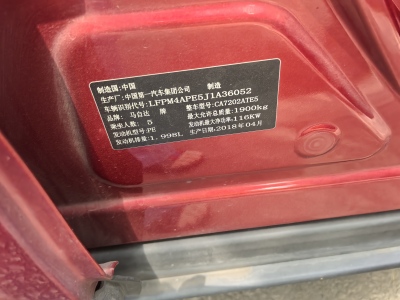 制造国:中国
生产厂:中国第一汽车集团公司 制造
车辆识别代号:LFPM4APE5J1A36052
品牌:马自达 牌 整车型号:CA7202ATE5
乘坐人数:5 最大允许总质量:1900kg
发动机型号:PE 发动机最大净功率:116KW
发动机排量:1.998L 生产日期:2018年04月